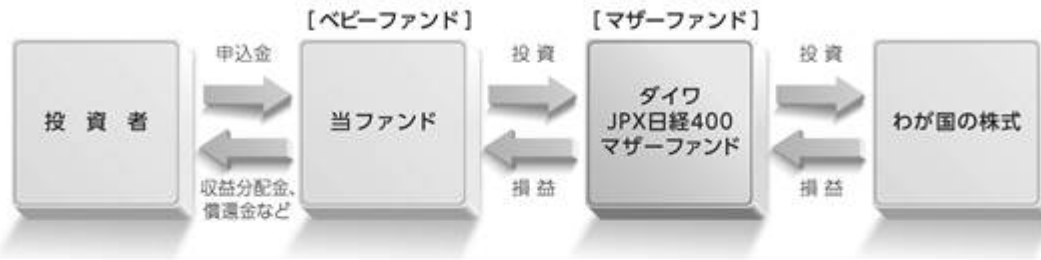 [ベビーファンド]
[マザーファンド]
申込金
投 資
投 資
投 資 者
当ファンド
ダイワ
JPX日経400
マザーファンド
わが国の株式
収益分配金、
償還金など
損 益
損 益